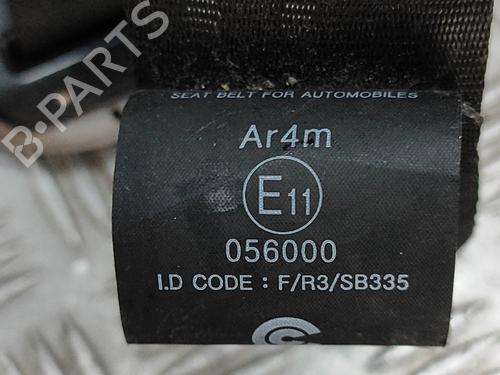 SEAT BELT FOR AUTOMOBILES
Ar4m
E11
056000
I.D CODE : F/R3/SB335
B-PARTS